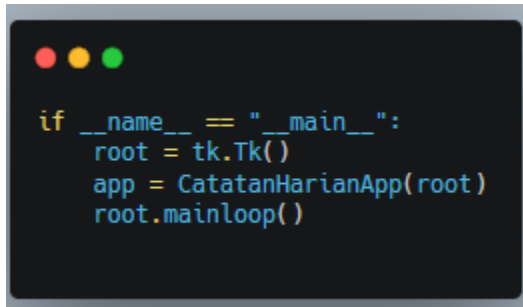 if __name__ == "__main__":
    root = tk.Tk()
    app = CatatanHarianApp(root)
    root.mainloop()